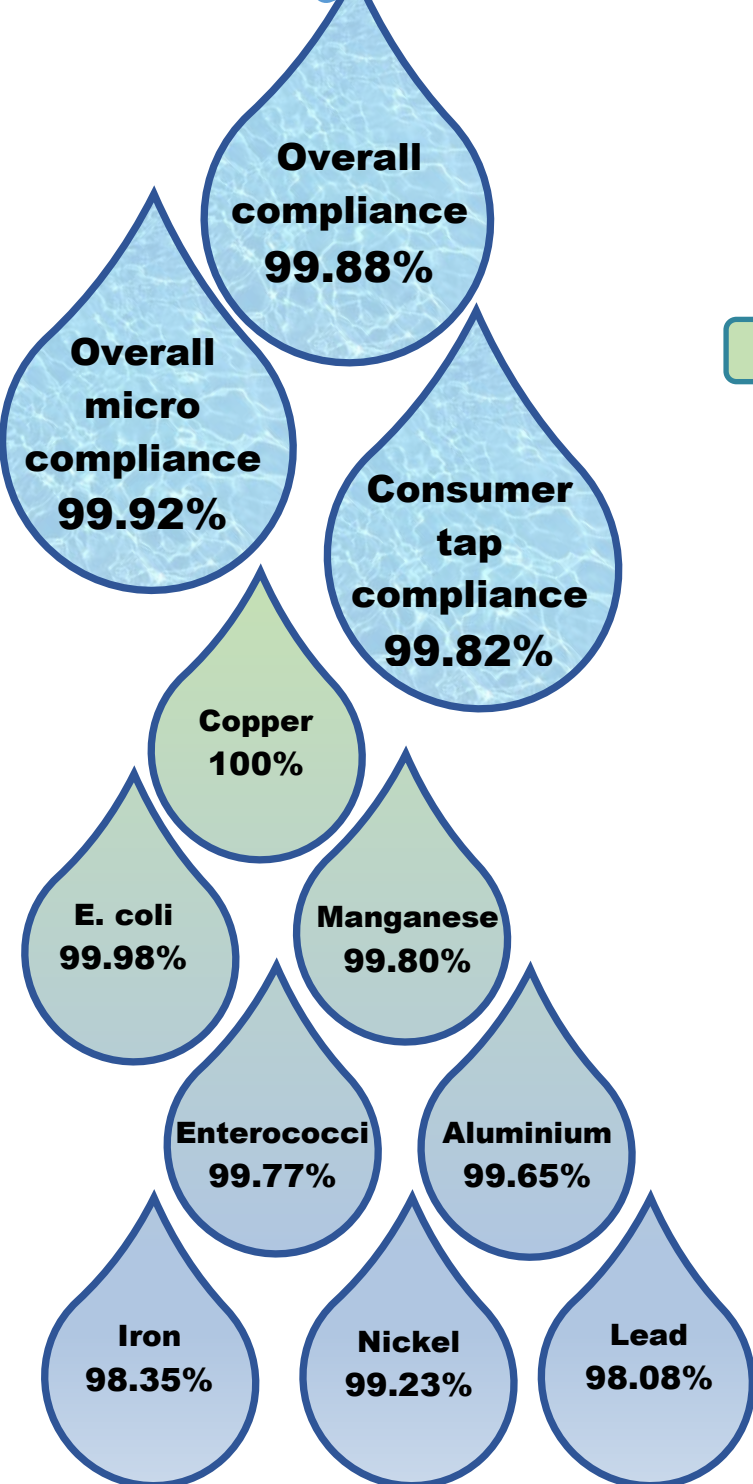 Overall
compliance
99.88%
Overall
micro
compliance
99.92%
Consumer
tap
compliance
99.82%
Copper
100%
E. coli
99.98%
Manganese
99.80%
Enterococci
99.77%
Aluminium
99.65%
Iron
98.35%
Nickel
99.23%
Lead
98.08%